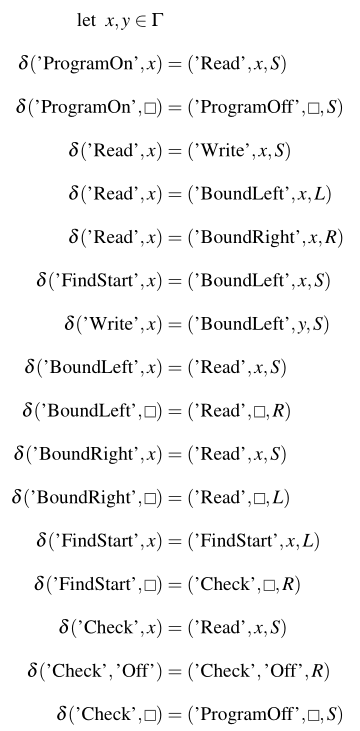 let x, y ∈ Γ
δ('ProgramOn', x) = ('Read', x, S)
δ('ProgramOn', □) = ('ProgramOff', □, S)
δ('Read', x) = ('Write', x, S)
δ('Read', x) = ('BoundLeft', x, L)
δ('Read', x) = ('BoundRight', x, R)
δ('FindStart', x) = ('BoundLeft', x, S)
δ('Write', x) = ('BoundLeft', y, S)
δ('BoundLeft', x) = ('Read', x, S)
δ('BoundLeft', □) = ('Read', □, R)
δ('BoundRight', x) = ('Read', x, S)
δ('BoundRight', □) = ('Read', □, L)
δ('FindStart', x) = ('FindStart', x, L)
δ('FindStart', □) = ('Check', □, R)
δ('Check', x) = ('Read', x, S)
δ('Check', 'Off') = ('Check', 'Off', R)
δ('Check', □) = ('ProgramOff', □, S)